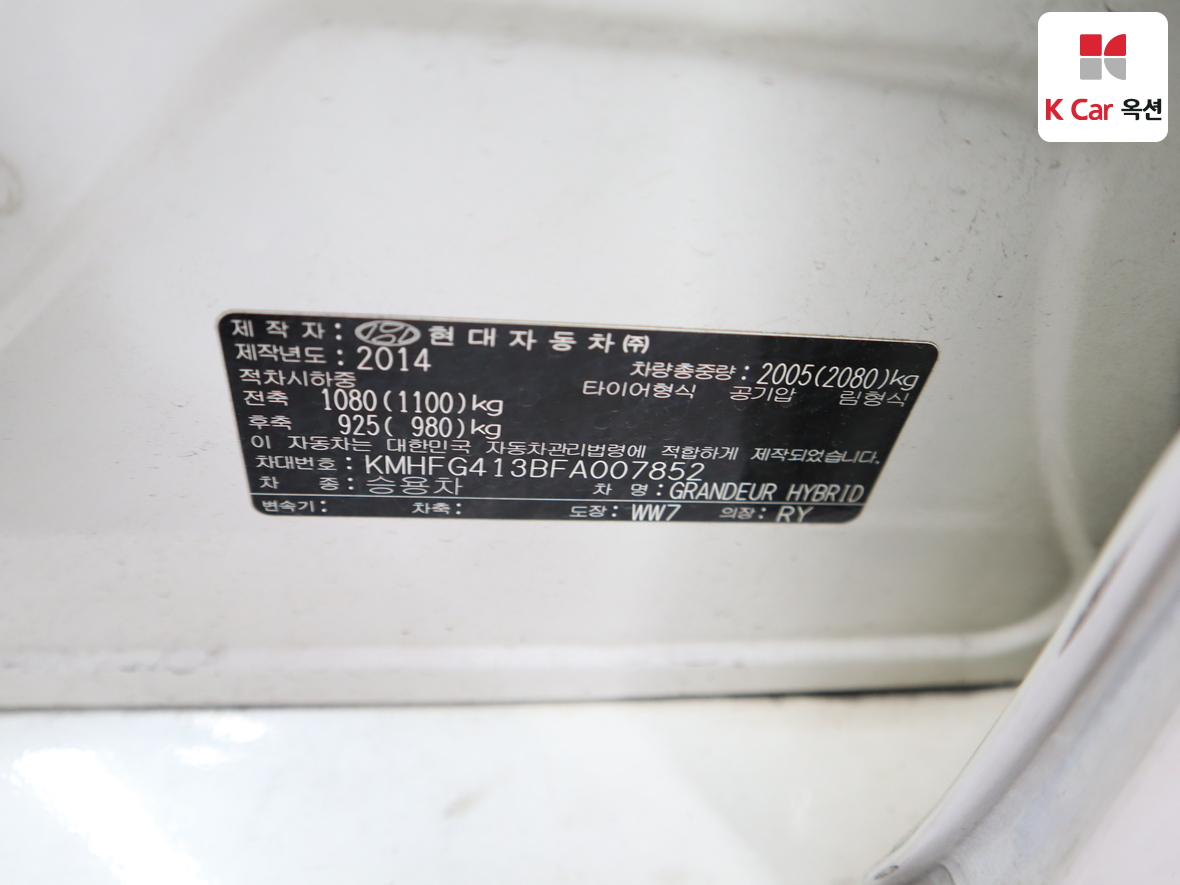 K Car 옥션
제 작 자 : 현대자동차㈜
제작년도 : 2014
차량총중량 : 2005(2080)kg
적차시하중
타이어형식 공기압 림형식
전축 1080(1100)kg
후축 925( 980)kg
이 자동차는 대한민국 자동차관리법령에 적합하게 제작되었습니다.
차대번호 : KMHFG413BFA007852
차 종 : 승용차 차 명 : GRANDEUR HYBRID
변속기 : 차축 : 도장 : WW7 의장 : RY